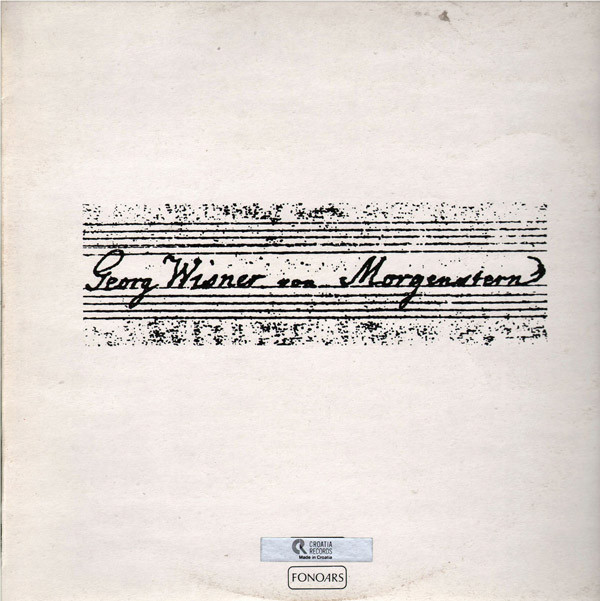 Georg Wisner von Morgenstern
CROATIA
RECORDS
Made in Croatia
FONOARS